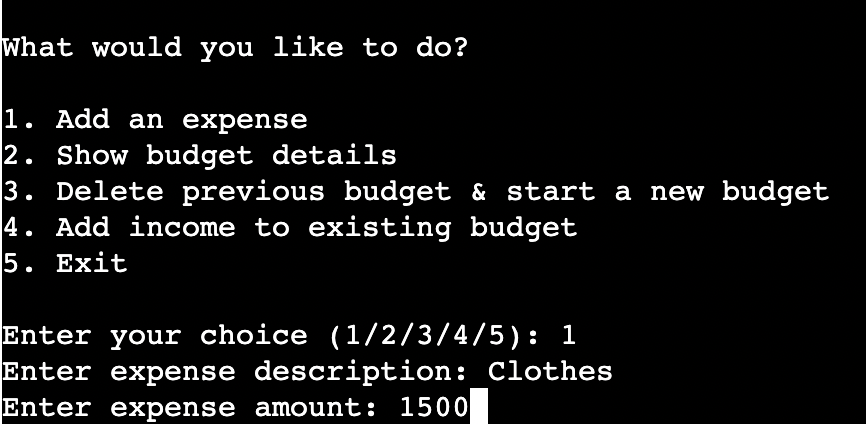 What would you like to do?
1. Add an expense
2. Show budget details
3. Delete previous budget & start a new budget
4. Add income to existing budget
5. Exit
Enter your choice (1/2/3/4/5): 1
Enter expense description: Clothes
Enter expense amount: 1500